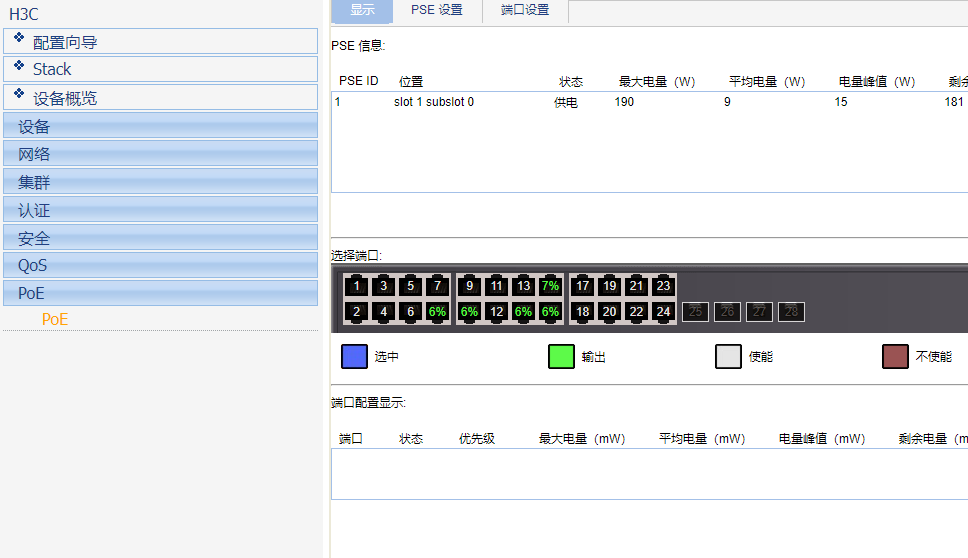 H3C
配置向导
Stack
设备概览
设备
网络
集群
认证
安全
QoS
PoE
PoE
显示 PSE 设置 端口设置
PSE 信息:
PSE ID 位置 状态 最大电量（W） 平均电量（W） 电量峰值（W） 剩余
1 slot 1 subslot 0 供电 190 9 15 181
选择端口:
1 3 5 7 9 11 13 7% 17 19 21 23
2 4 6 6% 6% 12 6% 6% 18 20 22 24 25 26 27 28
选中 输出 使能 不使能
端口配置显示:
端口 状态 优先级 最大电量（mW） 平均电量（mW） 电量峰值（mW） 剩余电量（m